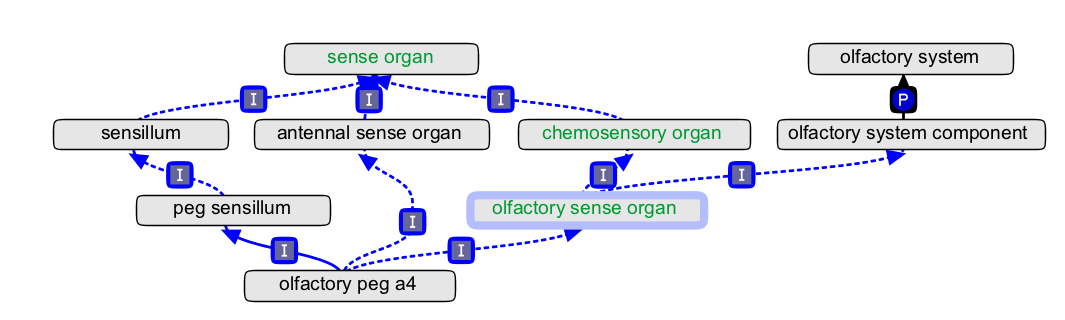 sense organ
olfactory system
I
I
I
P
sensillum
antennal sense organ
chemosensory organ
olfactory system component
I
I
I
peg sensillum
olfactory sense organ
I
I
I
olfactory peg a4